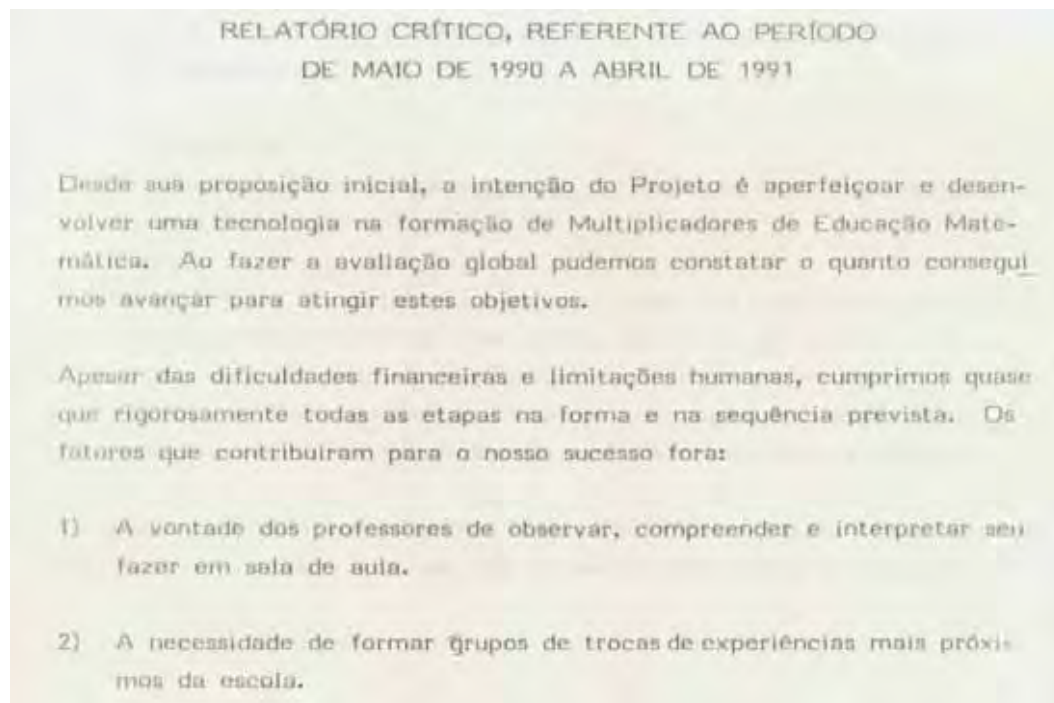 RELATÓRIO CRÍTICO, REFERENTE AO PERÍODO
DE MAIO DE 1990 A ABRIL DE 1991
Desde sua proposição inicial, a intenção do Projeto é aperfeiçoar e desen-
volver uma tecnologia na formação de Multiplicadores de Educação Mate-
mática. Ao fazer a avaliação global pudemos constatar o quanto consegui
mos avançar para atingir estes objetivos.
Apesar das dificuldades financeiras e limitações humanas, cumprimos quase
que rigorosamente todas as etapas na forma e na sequência prevista. Os
fatores que contribuiram para o nosso sucesso fora:
1) A vontade dos professores de observar, compreender e interpretar seu
fazer em sala de aula.
2) A necessidade de formar grupos de trocas de experiências mais próxi-
mos da escola.